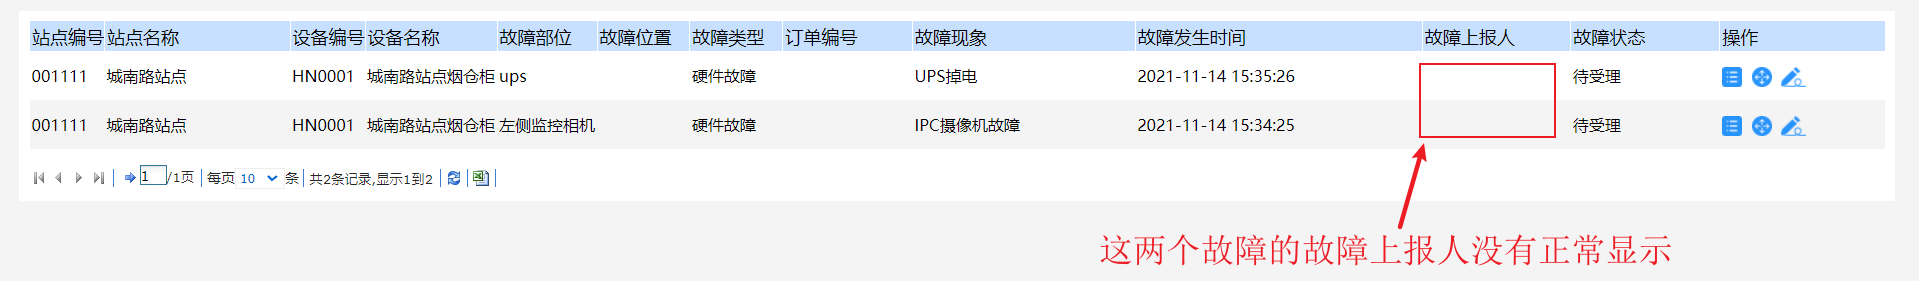 站点编号 站点名称 设备编号 设备名称 故障部位 故障位置 故障类型 订单编号 故障现象 故障发生时间 故障上报人 故障状态 操作
001111 城南路站点 HN0001 城南路站点烟仓柜 ups 硬件故障 UPS掉电 2021-11-14 15:35:26 待受理
001111 城南路站点 HN0001 城南路站点烟仓柜 左侧监控相机 硬件故障 IPC摄像机故障 2021-11-14 15:34:25 待受理
1 /1页 每页 10 条 共2条记录,显示1到2
这两个故障的故障上报人没有正常显示